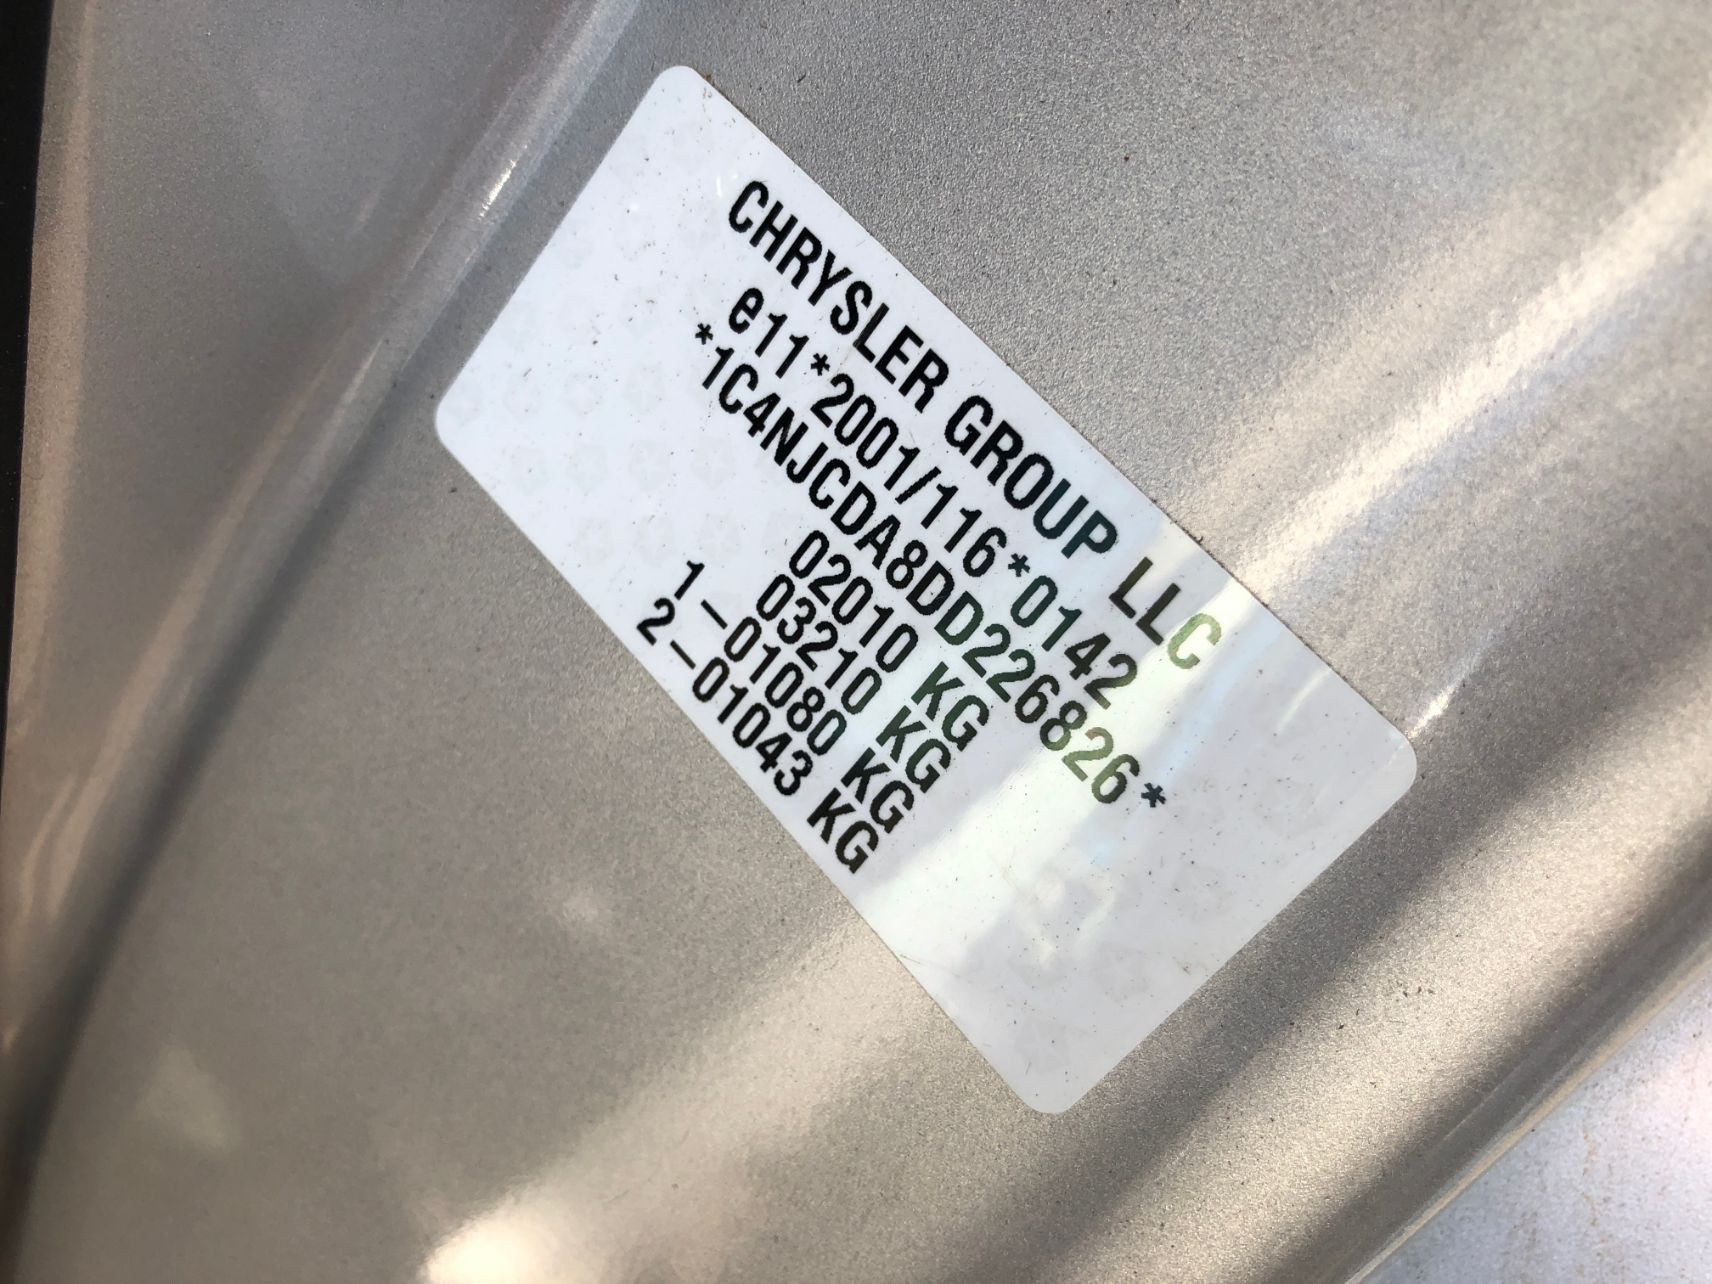 CHRYSLER GROUP LLC
e11*2001/116*0142
*1C4NJCDA8DD226826*
02010 KG
03210 KG
1-01080 KG
2-01043 KG